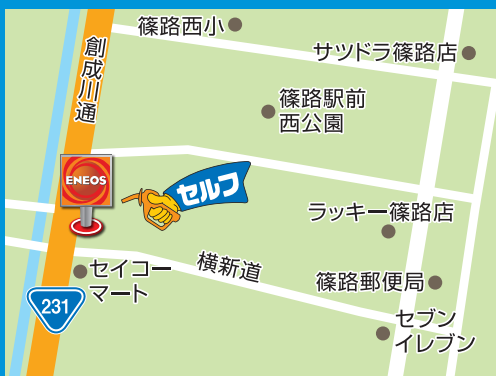 篠路西小
サツドラ篠路店
創成川通
篠路駅前
西公園
ENEOS
セルフ
ラッキー篠路店
セイコー
マート
横新道
篠路郵便局
231
セブン
イレブン